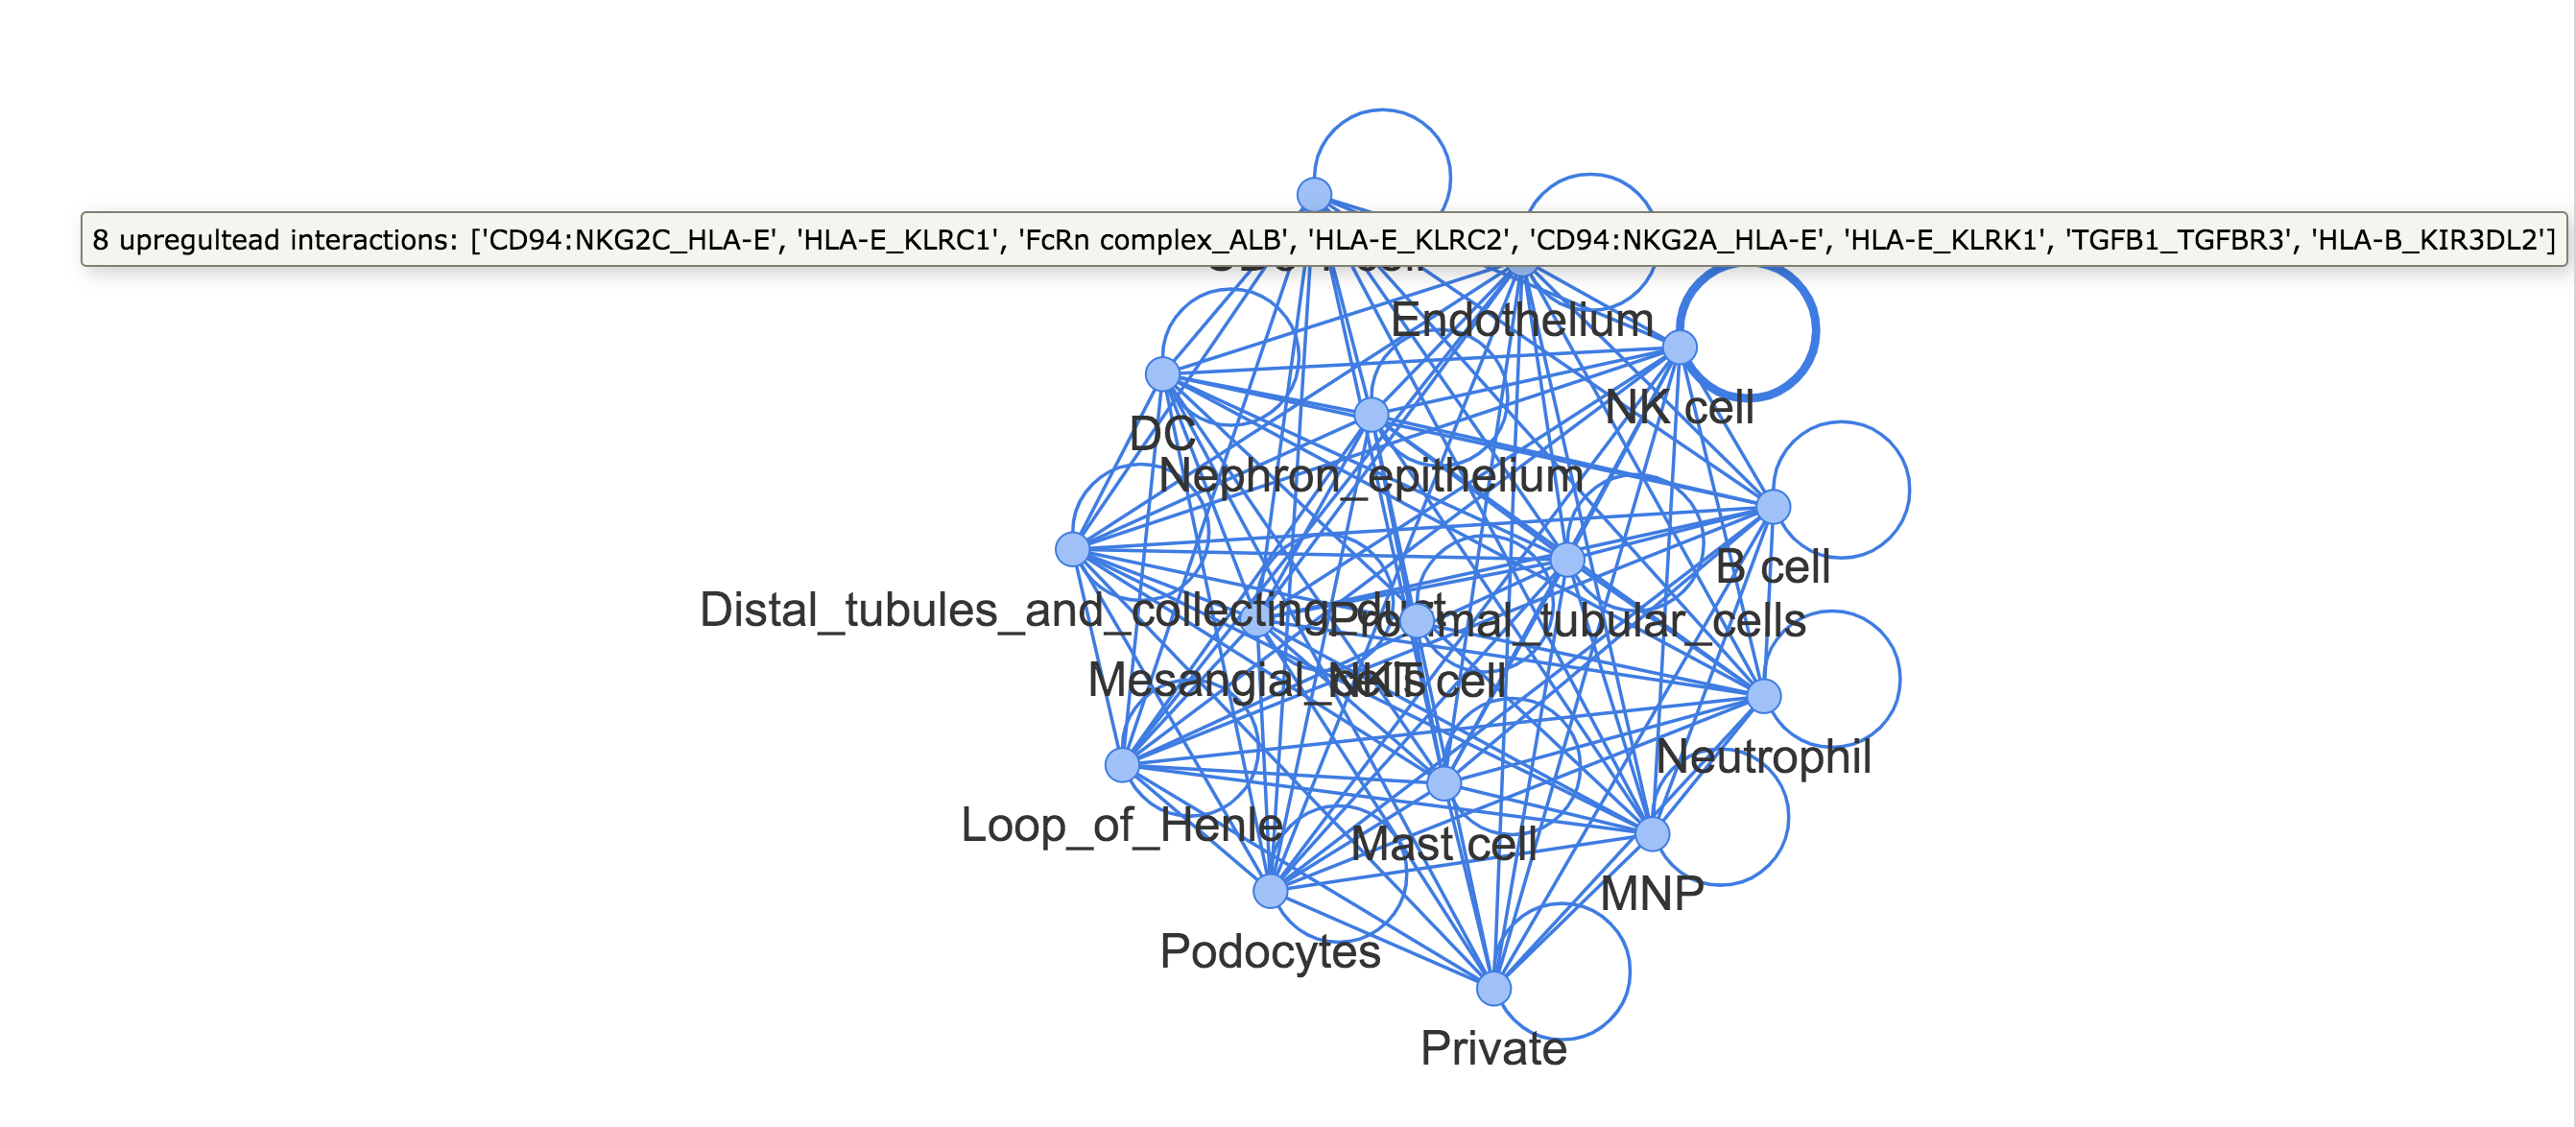 8 upregultead interactions: ['CD94:NKG2C_HLA-E', 'HLA-E_KLRC1', 'FcRn complex_ALB', 'HLA-E_KLRC2', 'CD94:NKG2A_HLA-E', 'HLA-E_KLRK1', 'TGFB1_TGFBR3', 'HLA-B_KIR3DL2']
Endothelium
NK cell
DC
Nephron_epithelium
B cell
Distal_tubules_and_collecting_duct
Proximal_tubular_cells
Mesangial_cells
NKT cell
Neutrophil
Loop_of_Henle
Mast cell
MNP
Podocytes
Private